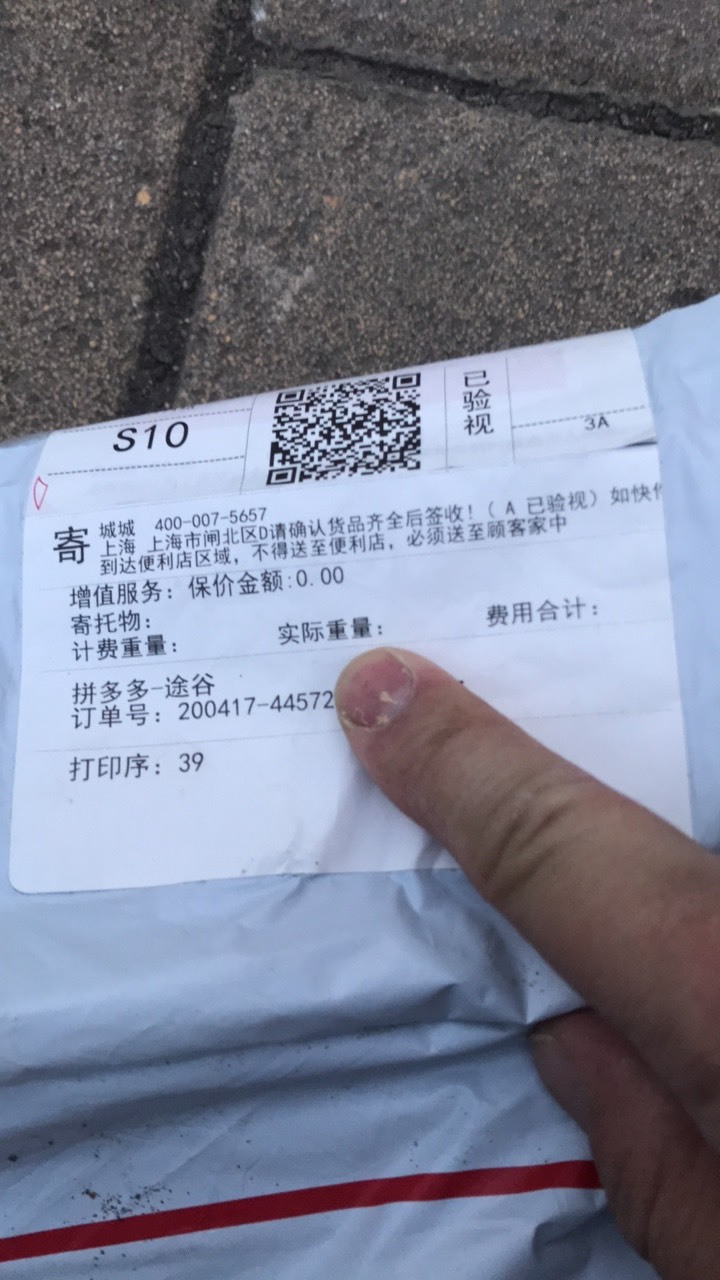 S10
已验视
3A
寄
城城 400-007-5657
上海 上海市闸北区D请确认货品齐全后签收！（ A 已验视）如快件
到达便利店区域，不得送至便利店，必须送至顾客家中
增值服务：保价金额:0.00
寄托物：
计费重量： 实际重量： 费用合计：
拼多多-途谷
订单号：200417-44572
打印序：39